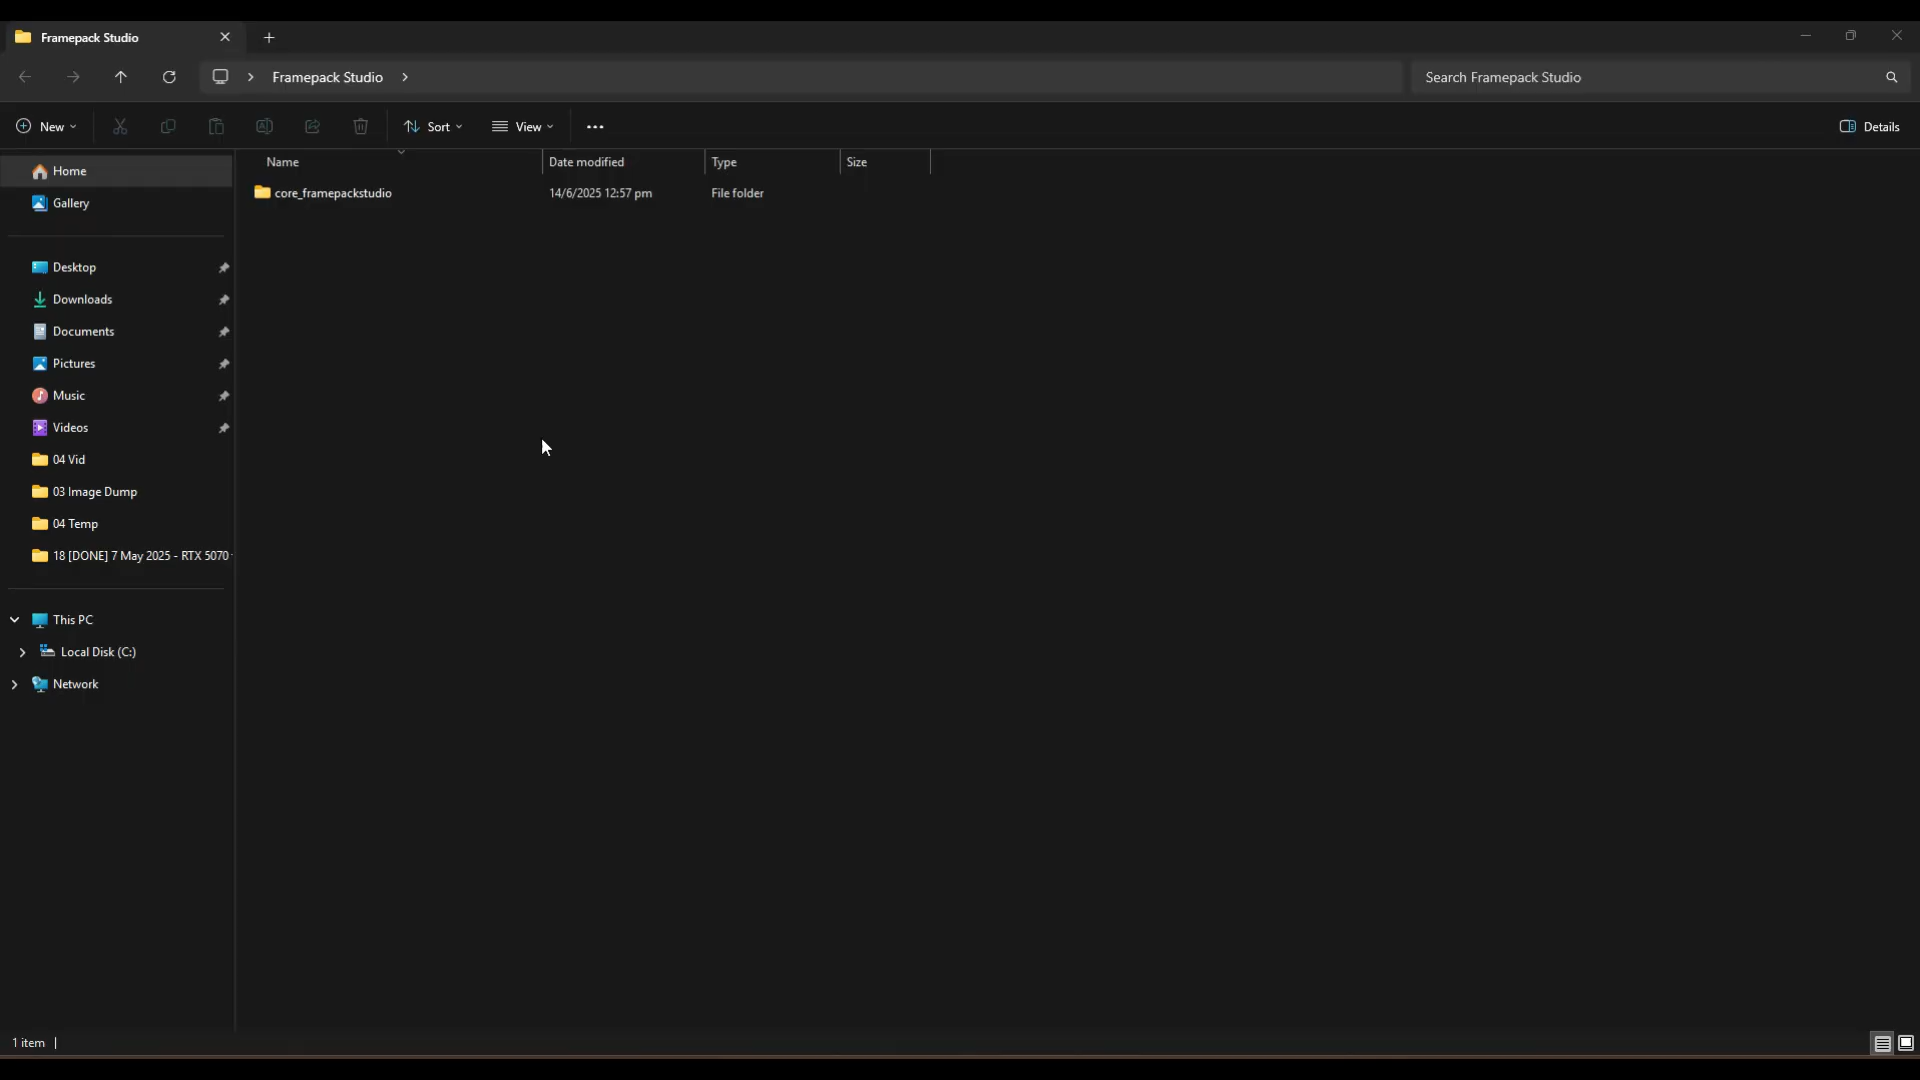 Framepack Studio
Framepack Studio
Search Framepack Studio
New
Sort
View
Details
Name
Date modified
Type
Size
core_framepackstudio
14/6/2025 12:57 pm
File folder
Home
Gallery
Desktop
Downloads
Documents
Pictures
Music
Videos
04 Vid
03 Image Dump
04 Temp
18 [DONE] 7 May 2025 - RTX 5070
This PC
Local Disk (C:)
Network
1 item